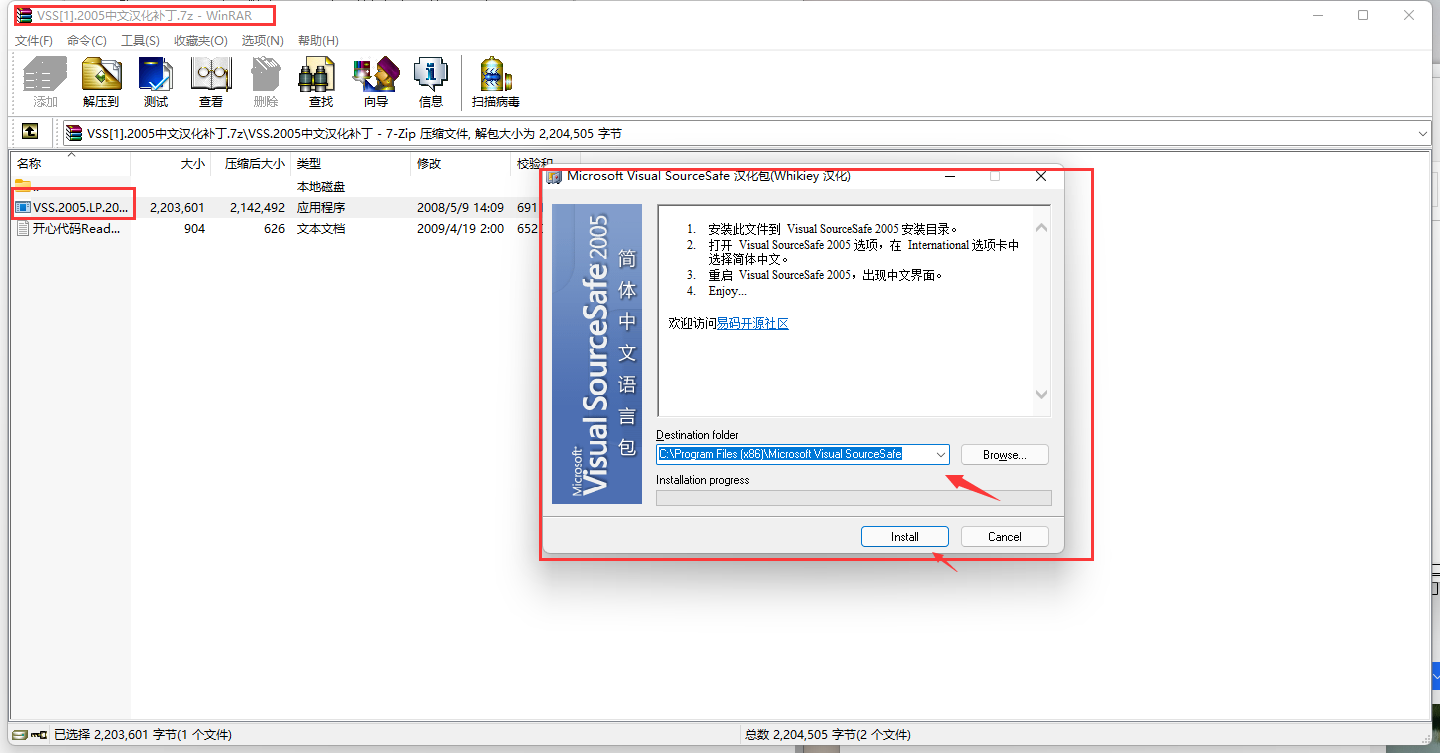 VSS[1].2005中文汉化补丁.7z - WinRAR
文件(F) 命令(C) 工具(S) 收藏夹(O) 选项(N) 帮助(H)
添加 解压到 测试 查看 删除 查找 向导 信息 扫描病毒
VSS[1].2005中文汉化补丁.7z\VSS.2005中文汉化补丁 - 7-Zip 压缩文件, 解包大小为 2,204,505 字节
名称 大小 压缩后大小 类型 修改 校验和
.. 本地磁盘
VSS.2005.LP.20... 2,203,601 2,142,492 应用程序 2008/5/9 14:09 691
开心代码Read... 904 626 文本文档 2009/4/19 2:00 652
Microsoft Visual SourceSafe 汉化包(Whikiey 汉化)
Microsoft
Visual SourceSafe 2005
简体中文语言包
1. 安装此文件到 Visual SourceSafe 2005 安装目录。
2. 打开 Visual SourceSafe 2005 选项，在 International 选项卡中
选择简体中文。
3. 重启 Visual SourceSafe 2005，出现中文界面。
4. Enjoy...
欢迎访问易码开源社区
Destination folder
C:\Program Files (x86)\Microsoft Visual SourceSafe
Browse...
Installation progress
Install Cancel
已选择 2,203,601 字节(1 个文件) 总数 2,204,505 字节(2 个文件)